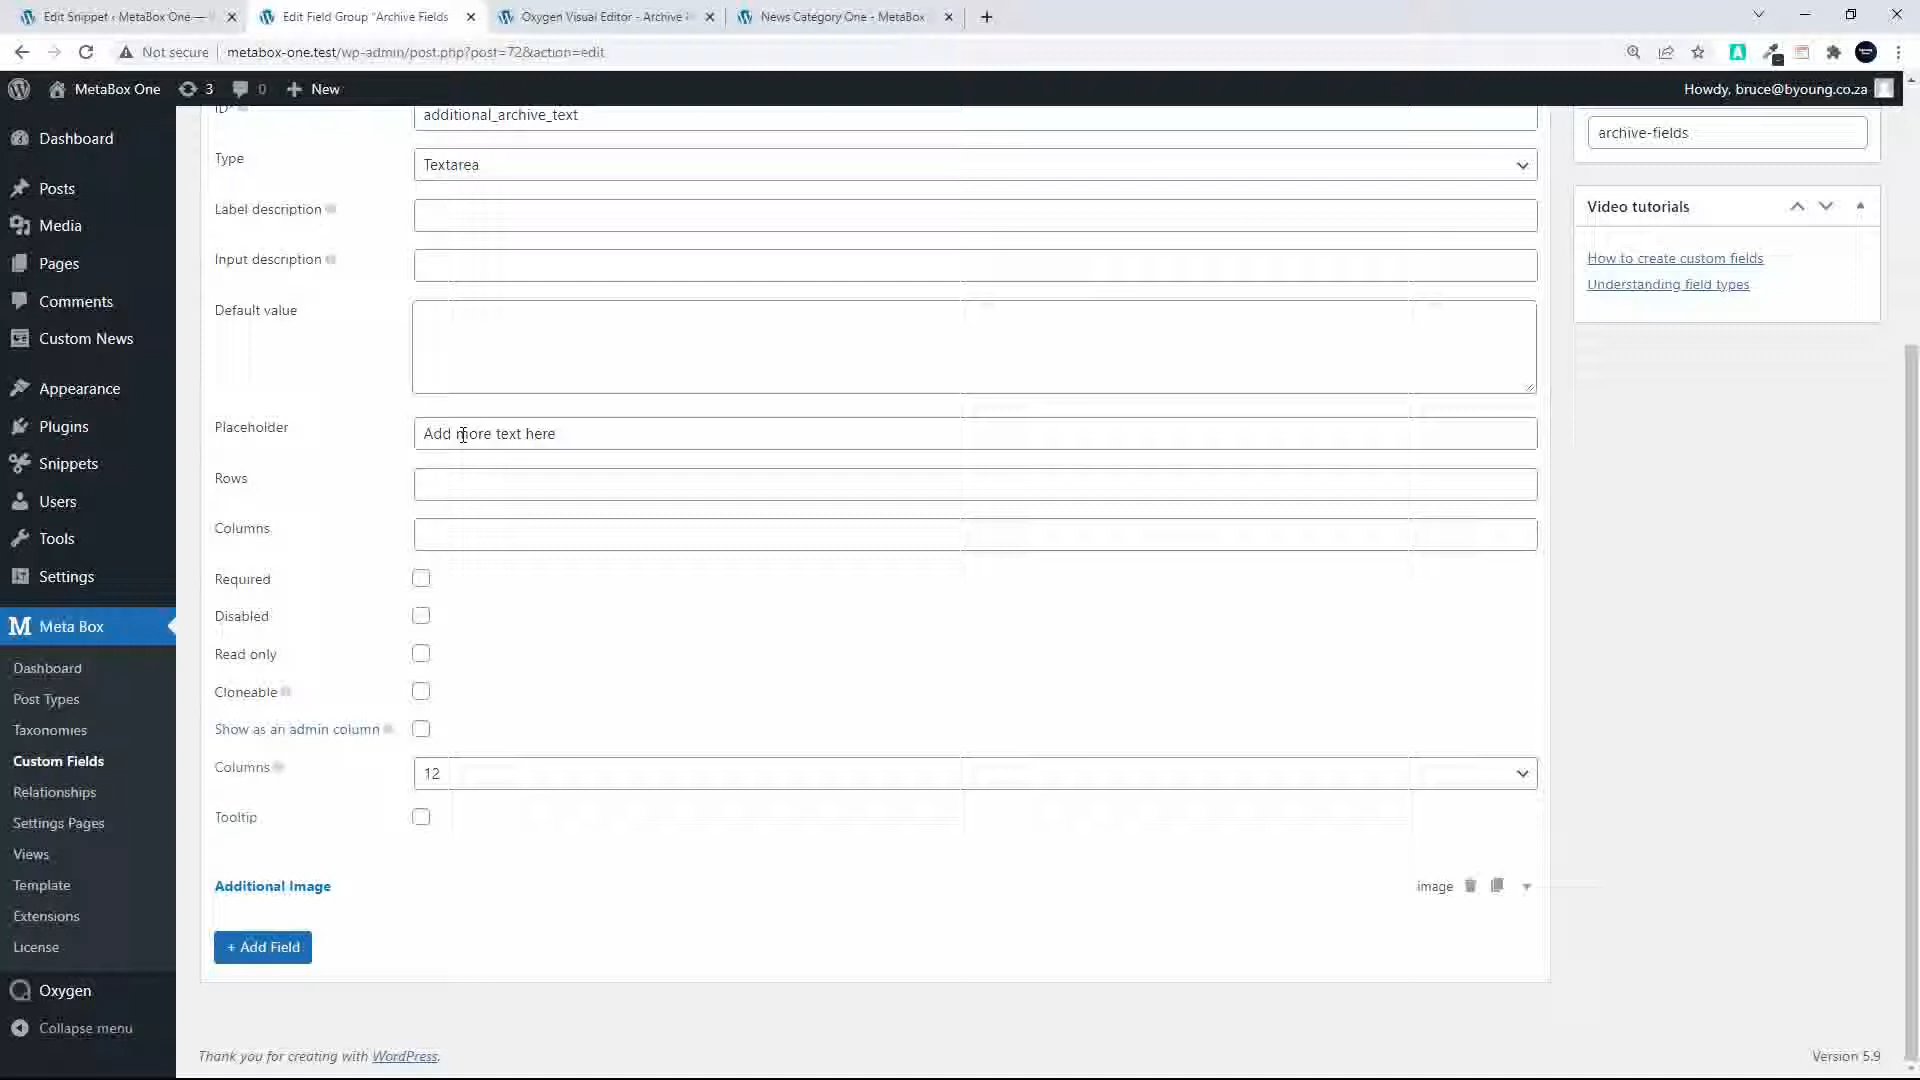 Edit Snippet ‹ MetaBox One —
Edit Field Group "Archive Fields
Oxygen Visual Editor - Archive
News Category One - MetaBox
Not secure
metabox-one.test/wp-admin/post.php?post=72&action=edit
MetaBox One
3
0
New
Howdy, bruce@byoung.co.za
Dashboard
Posts
Media
Pages
Comments
Custom News
Appearance
Plugins
Snippets
Users
Tools
Settings
Meta Box
Dashboard
Post Types
Taxonomies
Custom Fields
Relationships
Settings Pages
Views
Template
Extensions
License
Oxygen
Collapse menu
additional_archive_text
Type
Textarea
Label description
Input description
Default value
Placeholder
Add more text here
Rows
Columns
Required
Disabled
Read only
Cloneable
Show as an admin column
Columns
12
Tooltip
Additional Image
image
+ Add Field
archive-fields
Video tutorials
How to create custom fields
Understanding field types
Thank you for creating with WordPress.
Version 5.9